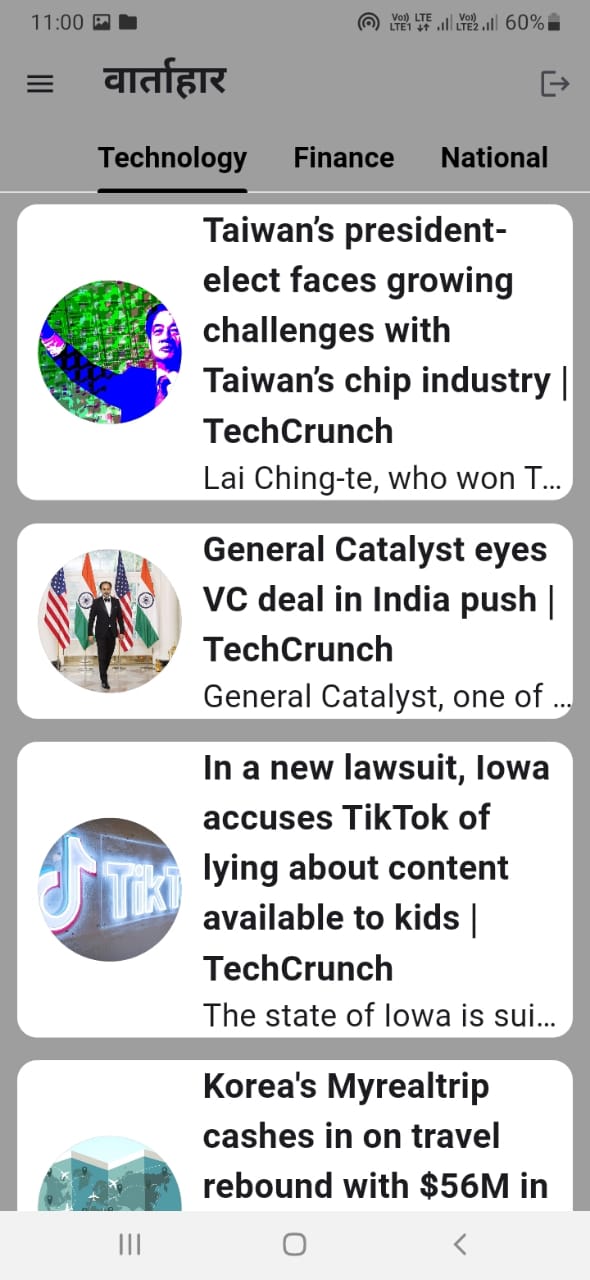 11:00 Vo) LTE Vo) 60%
LTE1 LTE2
वार्ताहार
Technology Finance National
Taiwan’s president-
elect faces growing
challenges with
Taiwan’s chip industry |
TechCrunch
Lai Ching-te, who won T...
General Catalyst eyes
VC deal in India push |
TechCrunch
General Catalyst, one of ...
In a new lawsuit, Iowa
accuses TikTok of
lying about content
available to kids |
TechCrunch
The state of Iowa is sui...
TikT
Korea's Myrealtrip
cashes in on travel
rebound with $56M in